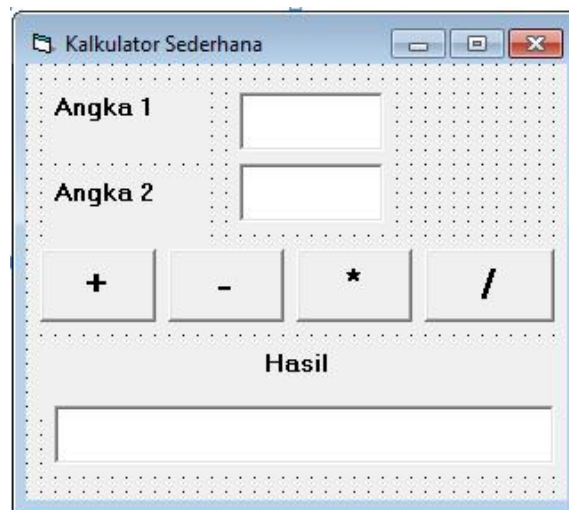 Kalkulator Sederhana
Angka 1
Angka 2
+ - * /
Hasil